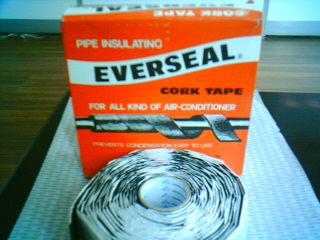 CORK TAPE
PIPE INSULATING
EVERSEAL®
CORK TAPE
FOR ALL KIND OF AIR-CONDITIONER
PREVENTS CONDENSATION EASY TO USE